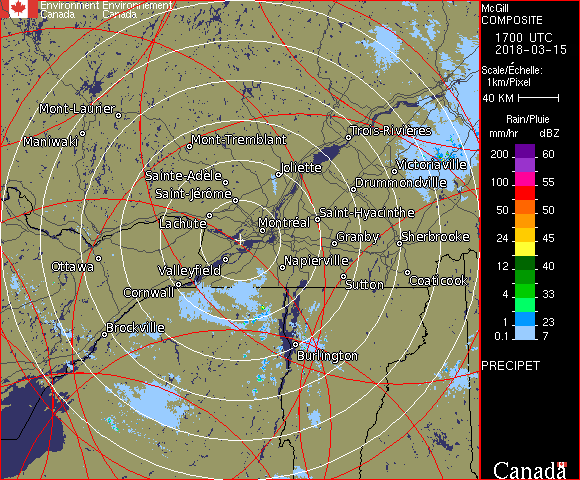 Environment Environnement
Canada Canada
McGill
COMPOSITE
1700 UTC
2018-03-15
Scale/Échelle:
1km/Pixel
40 KM
Rain/Pluie
mm/hr dBZ
200 60
100 55
50 50
24 45
12 40
4 33
1 23
0.1 7
PRECIPET
Canada
Mont-Laurier
Maniwaki
Mont-Tremblant
Trois-Rivières
Sainte-Adèle
Joliette
Victoriaville
Saint-Jérôme
Drummondville
Lachute
Montréal
Saint-Hyacinthe
Granby
Sherbrooke
Ottawa
Valleyfield
Napierville
Cornwall
Sutton
Coaticook
Brockville
Burlington